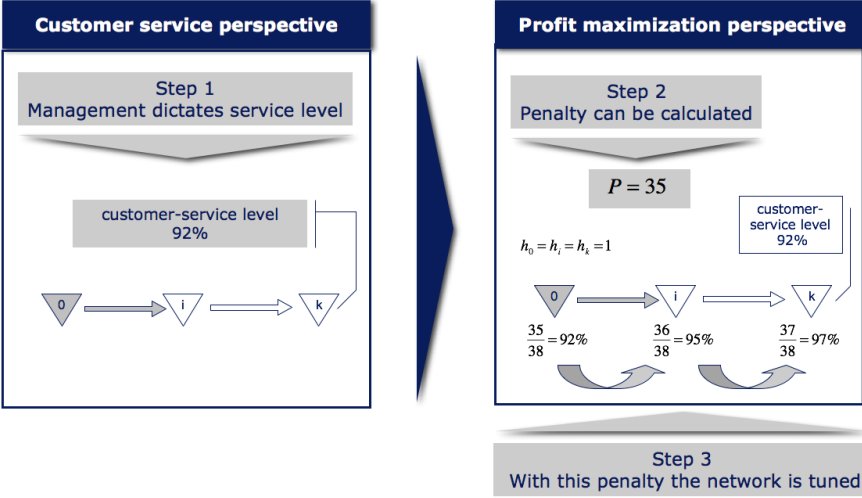 Customer service perspective
Step 1
Management dictates service level
customer-service level
92%
0
i
k
Profit maximization perspective
Step 2
Penalty can be calculated
P = 35
customer-
service level
92%
h₀ = hᵢ = hₖ = 1
0
i
k
35/38 = 92%
36/38 = 95%
37/38 = 97%
Step 3
With this penalty the network is tuned